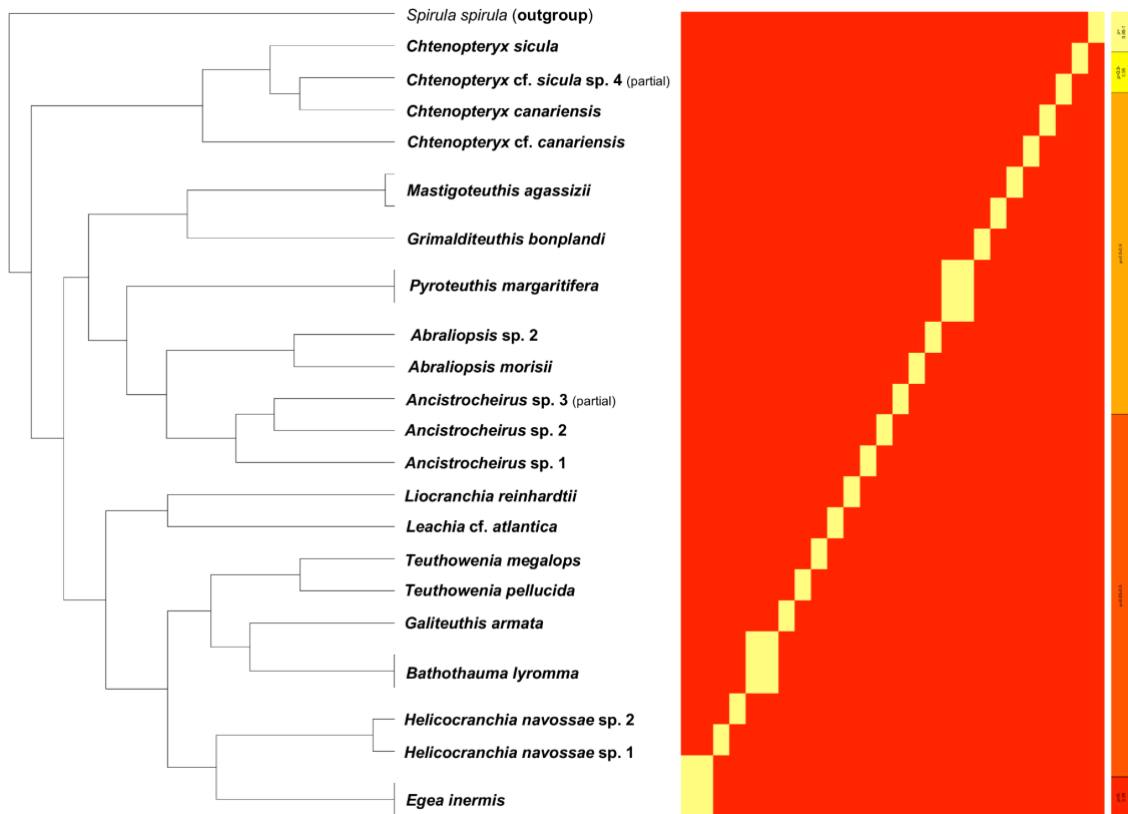 Spirula spirula (outgroup)
Chtenopteryx sicula
Chtenopteryx cf. sicula sp. 4 (partial)
Chtenopteryx canariensis
Chtenopteryx cf. canariensis
Mastigoteuthis agassizii
Grimalditeuthis bonplandi
Pyroteuthis margaritifera
Abraliopsis sp. 2
Abraliopsis morisii
Ancistrocheirus sp. 3 (partial)
Ancistrocheirus sp. 2
Ancistrocheirus sp. 1
Liocranchia reinhardtii
Leachia cf. atlantica
Teuthowenia megalops
Teuthowenia pellucida
Galiteuthis armata
Bathothauma lyromma
Helicocranchia navossae sp. 2
Helicocranchia navossae sp. 1
Egea inermis